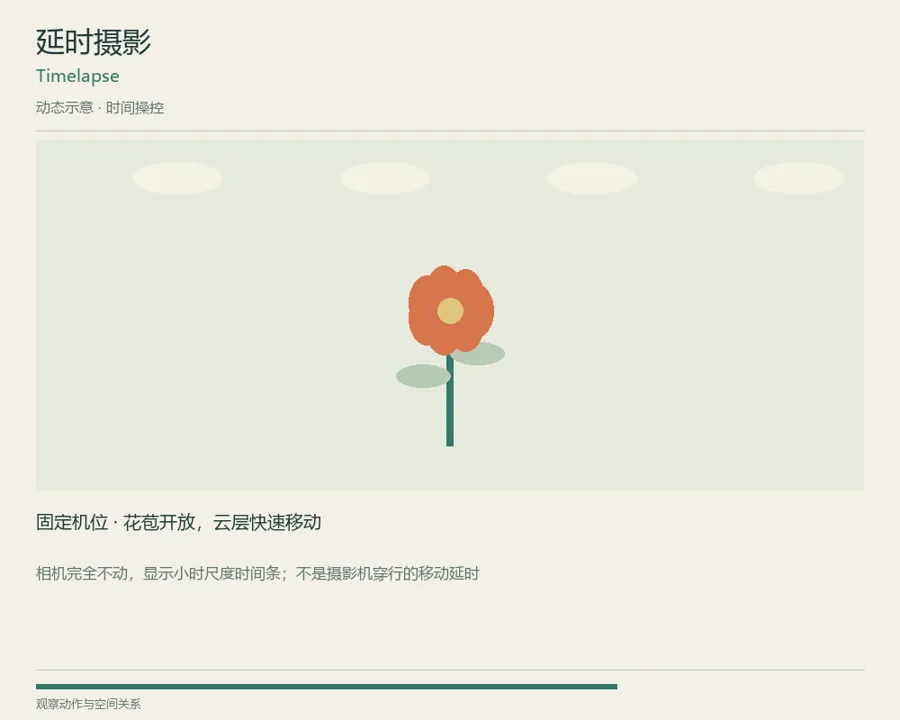 延时摄影
Timelapse
动态示意 · 时间操控
固定机位 · 花苞开放，云层快速移动
相机完全不动，显示小时尺度时间条；不是摄影机穿行的移动延时
观察动作与空间关系